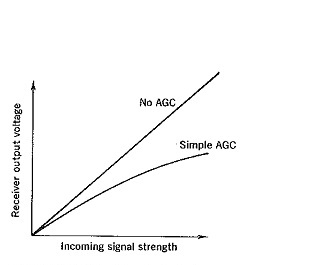 No AGC
Simple AGC
Receiver output voltage
Incoming signal strength